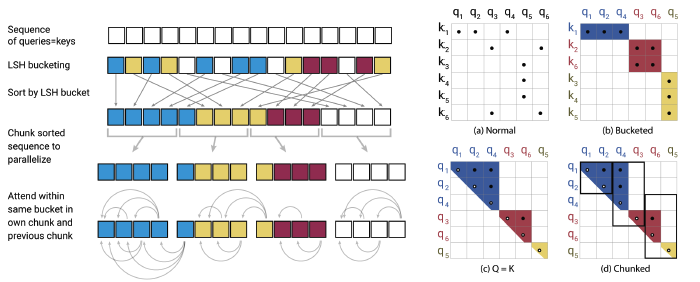 Sequence
of queries=keys
LSH bucketing
Sort by LSH bucket
Chunk sorted
sequence to
parallelize
Attend within
same bucket in
own chunk and
previous chunk
q1 q2 q3 q4 q5 q6
k1
k2
k3
k4
k5
k6
(a) Normal
q1 q2 q4 q3 q6 q5
k1
k2
k6
k3
k4
k5
(b) Bucketed
q1 q2 q4 q3 q6 q5
q1
q2
q4
q3
q6
q5
(c) Q = K
q1 q2 q4 q3 q6 q5
q1
q2
q4
q3
q6
q5
(d) Chunked